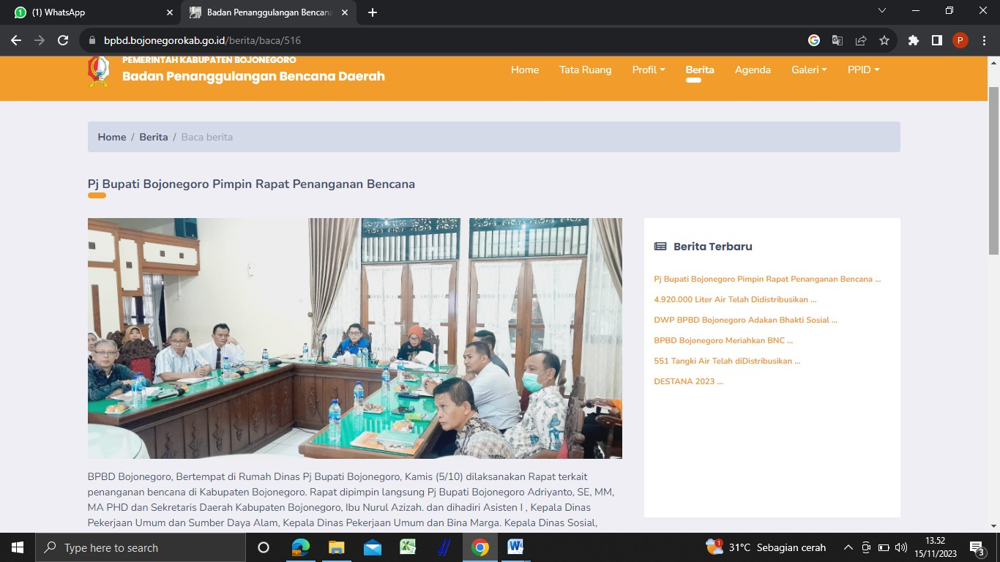 (1) WhatsApp
Badan Penanggulangan Bencana
bpbd.bojonegorokab.go.id/berita/baca/516
P
PEMERINTAH KABUPATEN BOJONEGORO
Badan Penanggulangan Bencana Daerah
Home
Tata Ruang
Profil
Berita
Agenda
Galeri
PPID
Home / Berita / Baca berita
Pj Bupati Bojonegoro Pimpin Rapat Penanganan Bencana
Berita Terbaru
Pj Bupati Bojonegoro Pimpin Rapat Penanganan Bencana ...
4.920.000 Liter Air Telah Didistribusikan ...
DWP BPBD Bojonegoro Adakan Bhakti Sosial ...
BPBD Bojonegoro Meriahkan BNC ...
551 Tangki Air Telah diDistribusikan ...
DESTANA 2023 ...
BPBD Bojonegoro, Bertempat di Rumah Dinas Pj Bupati Bojonegoro, Kamis (5/10) dilaksanakan Rapat terkait
penanganan bencana di Kabupaten Bojonegoro. Rapat dipimpin langsung Pj Bupati Bojonegoro Adriyanto, SE, MM,
MA PHD dan Sekretaris Daerah Kabupaten Bojonegoro, Ibu Nurul Azizah. dan dihadiri Asisten I , Kepala Dinas
Pekerjaan Umum dan Sumber Daya Alam, Kepala Dinas Pekerjaan Umum dan Bina Marga. Kepala Dinas Sosial,
Type here to search
1
31°C Sebagian cerah
13.52
15/11/2023
3